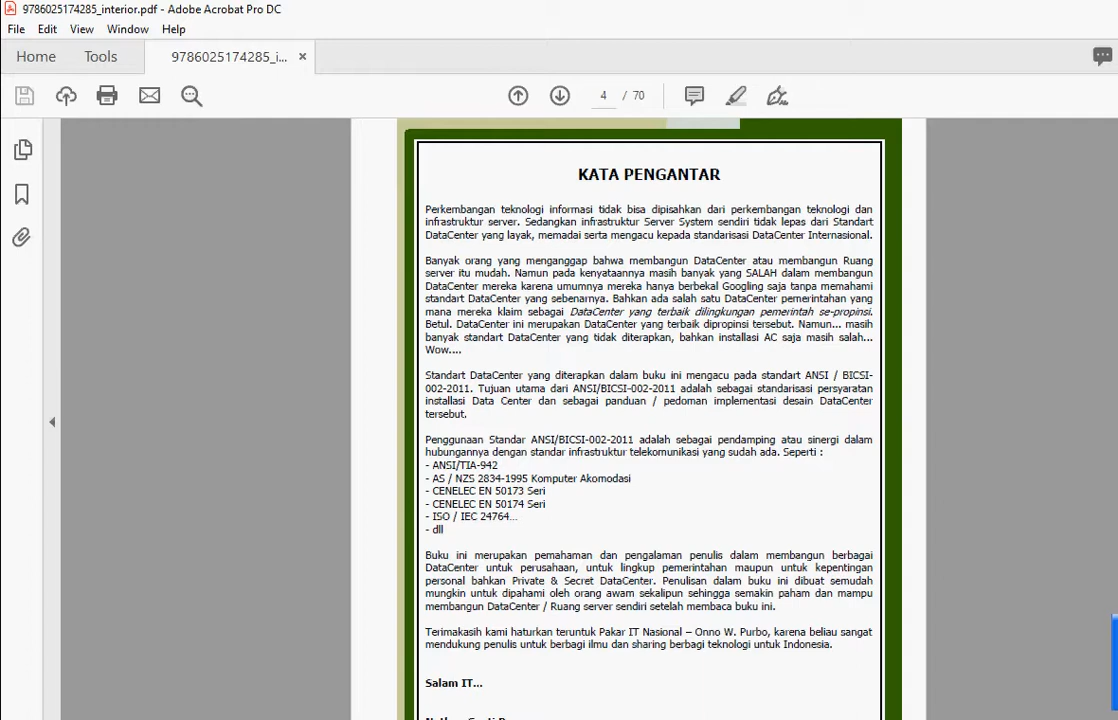 9786025174285_interior.pdf - Adobe Acrobat Pro DC
File Edit View Window Help
Home Tools 9786025174285_i... ×
4 / 70
KATA PENGANTAR
Perkembangan teknologi informasi tidak bisa dipisahkan dari perkembangan teknologi dan
infrastruktur server. Sedangkan infrastruktur Server System sendiri tidak lepas dari Standart
DataCenter yang layak, memadai serta mengacu kepada standarisasi DataCenter Internasional.
Banyak orang yang menganggap bahwa membangun DataCenter atau membangun Ruang
server itu mudah. Namun pada kenyataannya masih banyak yang SALAH dalam membangun
DataCenter mereka karena umumnya mereka hanya berbekal Googling saja tanpa memahami
standart DataCenter yang sebenarnya. Bahkan ada salah satu DataCenter pemerintahan yang
mana mereka klaim sebagai DataCenter yang terbaik dilingkungan pemerintah se-propinsi.
Betul. DataCenter ini merupakan DataCenter yang terbaik dipropinsi tersebut. Namun... masih
banyak standart DataCenter yang tidak diterapkan, bahkan installasi AC saja masih salah...
Wow....
Standart DataCenter yang diterapkan dalam buku ini mengacu pada standart ANSI / BICSI-
002-2011. Tujuan utama dari ANSI/BICSI-002-2011 adalah sebagai standarisasi persyaratan
installasi Data Center dan sebagai panduan / pedoman implementasi desain DataCenter
tersebut.
Penggunaan Standar ANSI/BICSI-002-2011 adalah sebagai pendamping atau sinergi dalam
hubungannya dengan standar infrastruktur telekomunikasi yang sudah ada. Seperti :
- ANSI/TIA-942
- AS / NZS 2834-1995 Komputer Akomodasi
- CENELEC EN 50173 Seri
- CENELEC EN 50174 Seri
- ISO / IEC 24764...
- dll
Buku ini merupakan pemahaman dan pengalaman penulis dalam membangun berbagai
DataCenter untuk perusahaan, untuk lingkup pemerintahan maupun untuk kepentingan
personal bahkan Private & Secret DataCenter. Penulisan dalam buku ini dibuat semudah
mungkin untuk dipahami oleh orang awam sekalipun sehingga semakin paham dan mampu
membangun DataCenter / Ruang server sendiri setelah membaca buku ini.
Terimakasih kami haturkan teruntuk Pakar IT Nasional – Onno W. Purbo, karena beliau sangat
mendukung penulis untuk berbagi ilmu dan sharing berbagi teknologi untuk Indonesia.
Salam IT...